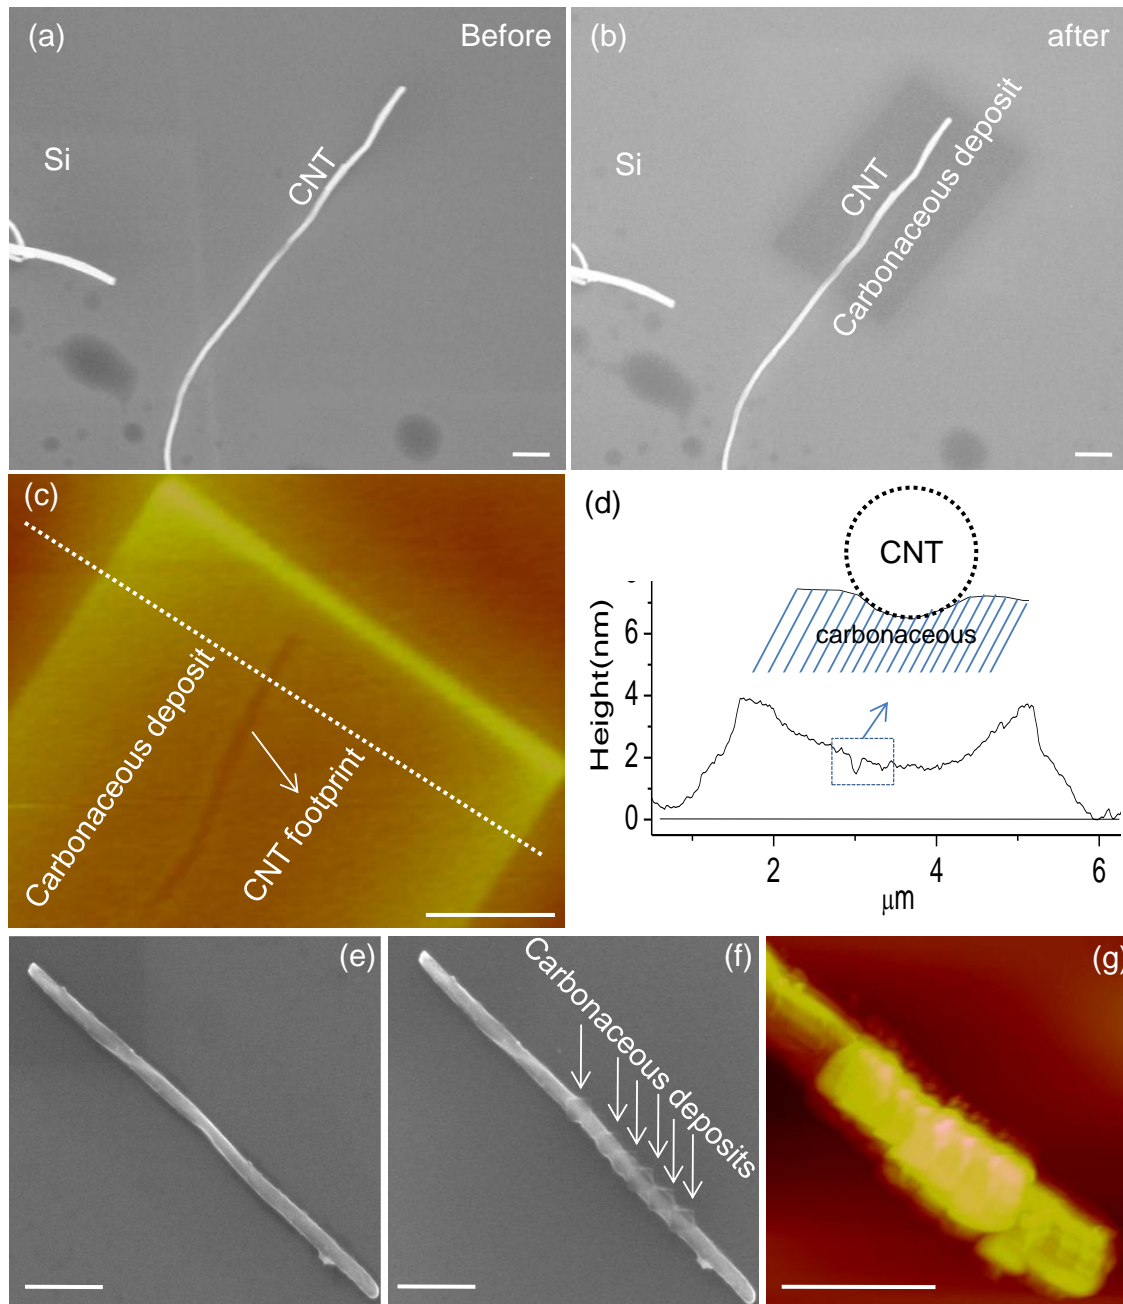 (a)
Before
Si
CNT
(b)
after
Si
CNT
Carbonaceous deposit
(c)
Carbonaceous deposit
CNT footprint
(d)
CNT
carbonaceous
Height(nm)
6
4
2
0
2
4
6
μm
(e)
(f)
Carbonaceous deposits
(g)